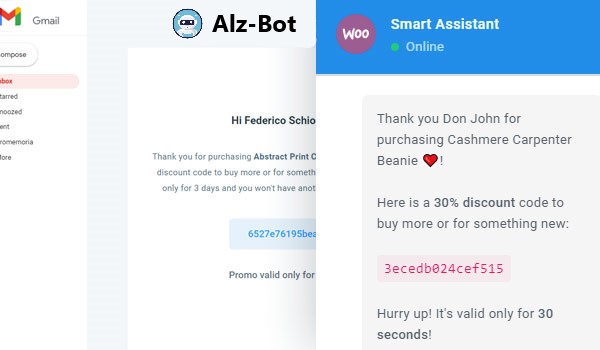 Gmail
ompose
nbox
tarred
noozed
ent
romemoria
ore
Alz-Bot
Hi Federico Schio
Thank you for purchasing Abstract Print C
discount code to buy more or for someth
only for 3 days and you won't have anot
6527e76195bea
Promo valid only for
Woo
Smart Assistant
Online
Thank you Don John for
purchasing Cashmere Carpenter
Beanie ❤️!
Here is a 30% discount code to
buy more or for something new:
3ecedb024cef515
Hurry up! It's valid only for 30
seconds!